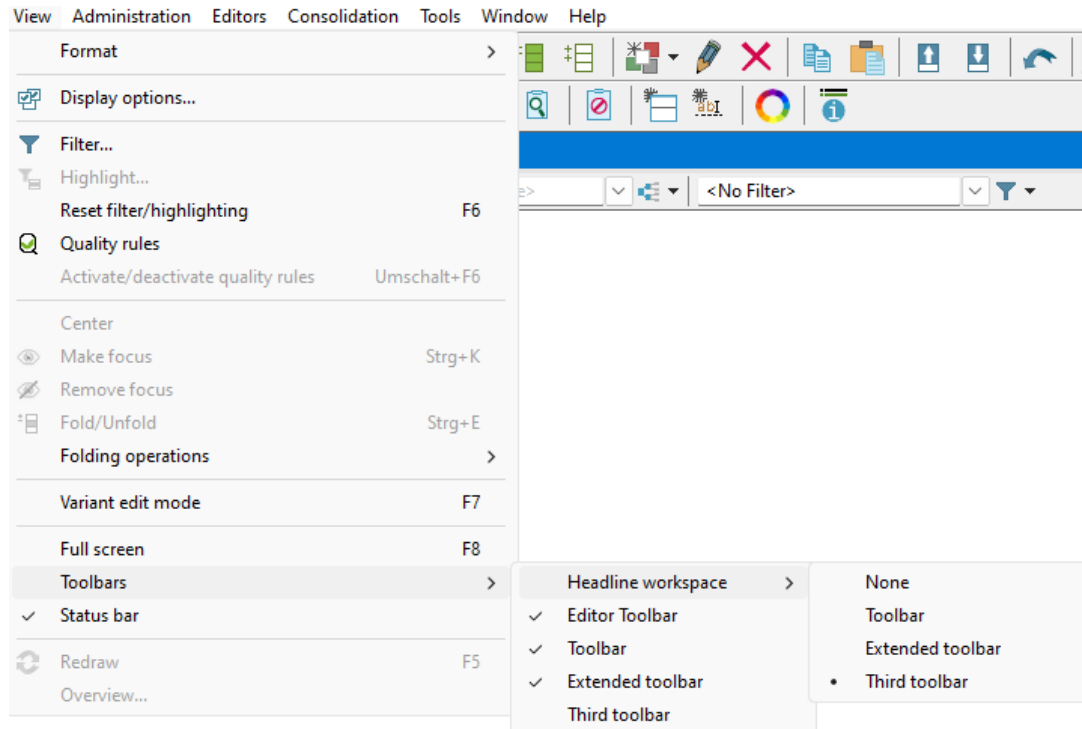 View Administration Editors Consolidation Tools Window Help
Format
Display options...
Filter...
Highlight...
<No Filter>
Reset filter/highlighting F6
Quality rules
Activate/deactivate quality rules Umschalt+F6
Center
Make focus Strg+K
Remove focus
Fold/Unfold Strg+E
Folding operations
Variant edit mode F7
Full screen F8
Toolbars
Headline workspace
None
Status bar
Editor Toolbar
Toolbar
Toolbar
Extended toolbar
Redraw F5
Extended toolbar
Third toolbar
Overview...
Third toolbar